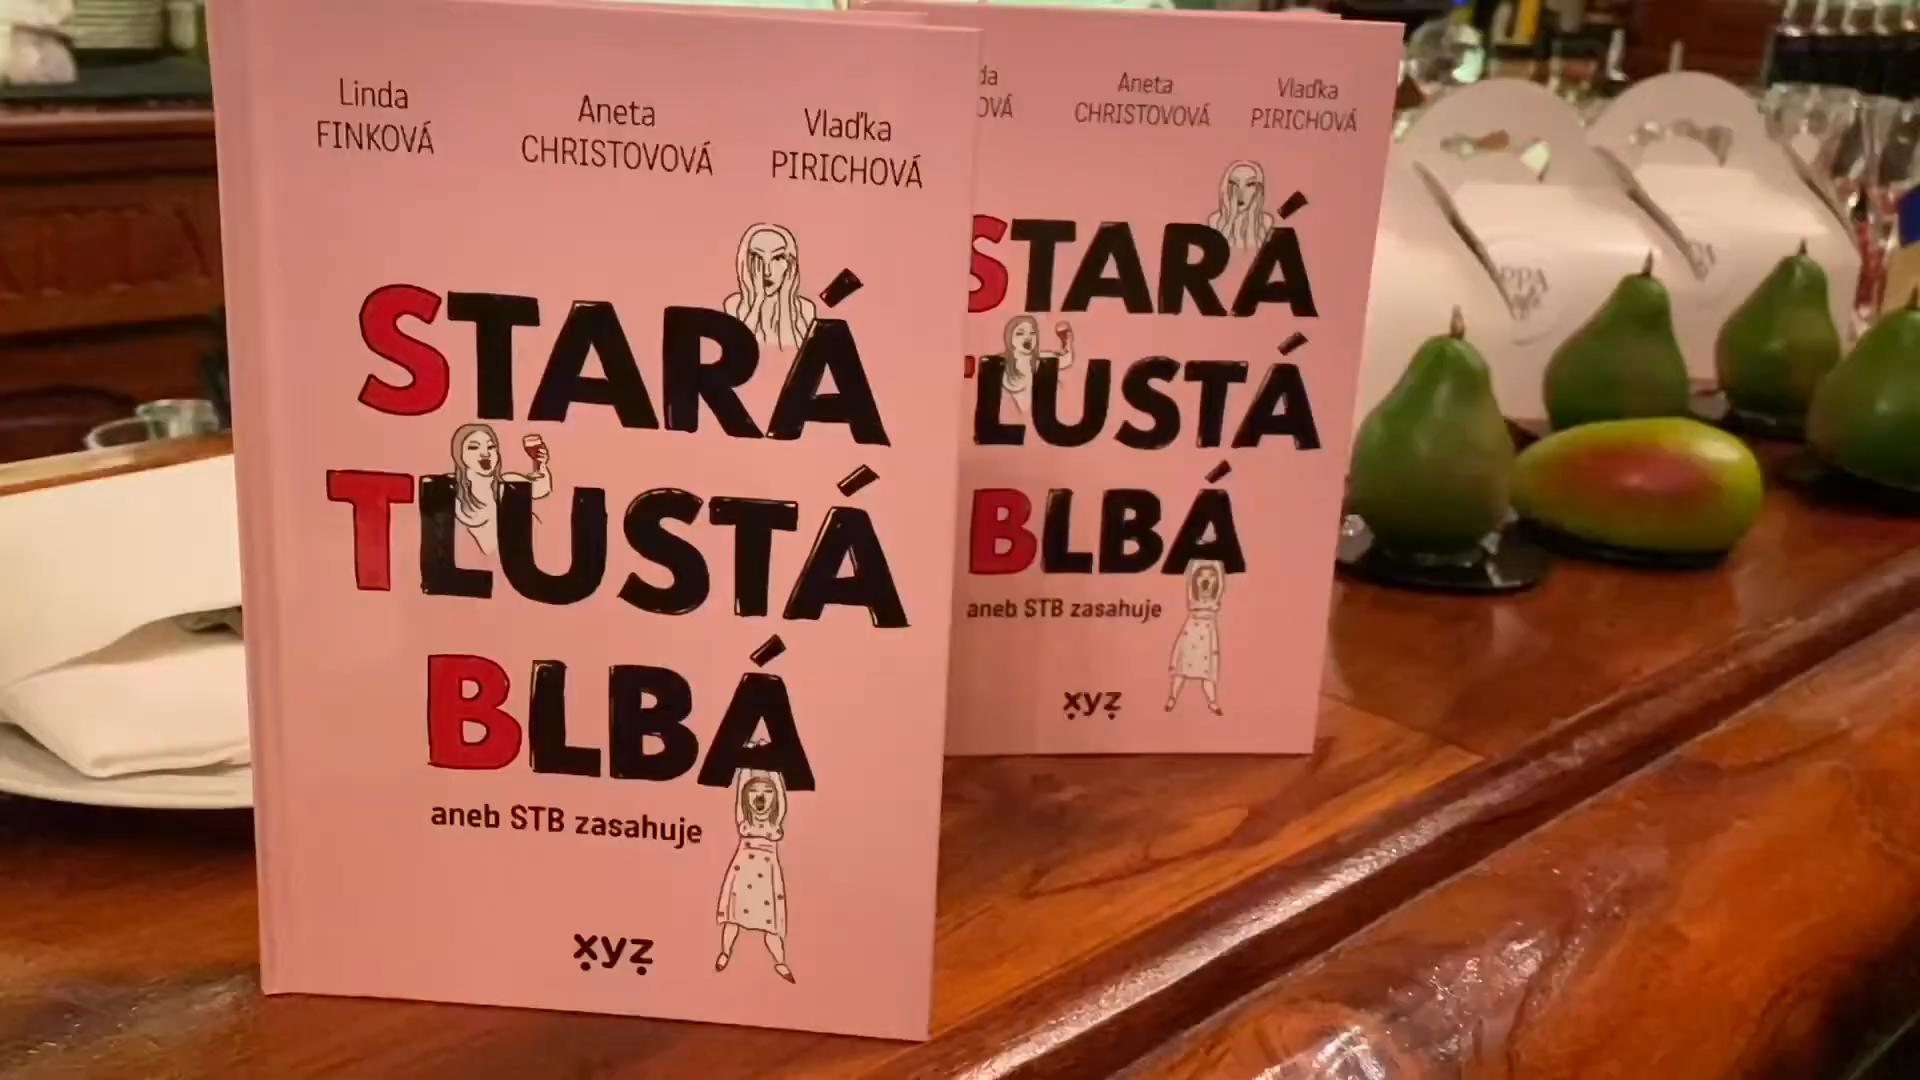 Linda
FINKOVÁ
Aneta
CHRISTOVOVÁ
Vlaďka
PIRICHOVÁ
STARÁ
TLUSTÁ
BLBÁ
aneb STB zasahuje
xyz
Aneta
CHRISTOVOVÁ
Vlaďka
PIRICHOVÁ
STARÁ
TLUSTÁ
BLBÁ
aneb STB zasahuje
xyz